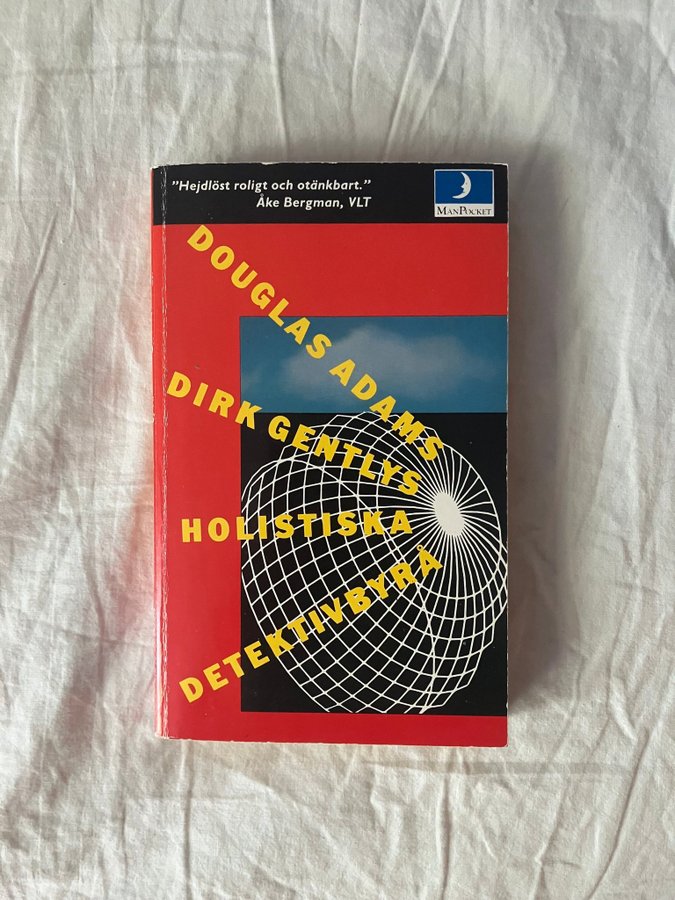 ”Hejdlöst roligt och otänkbart.”
Åke Bergman, VLT
MANPOCKET
DOUGLAS ADAMS
DIRK GENTLYS
HOLISTISKA
DETEKTIVBYRÅ